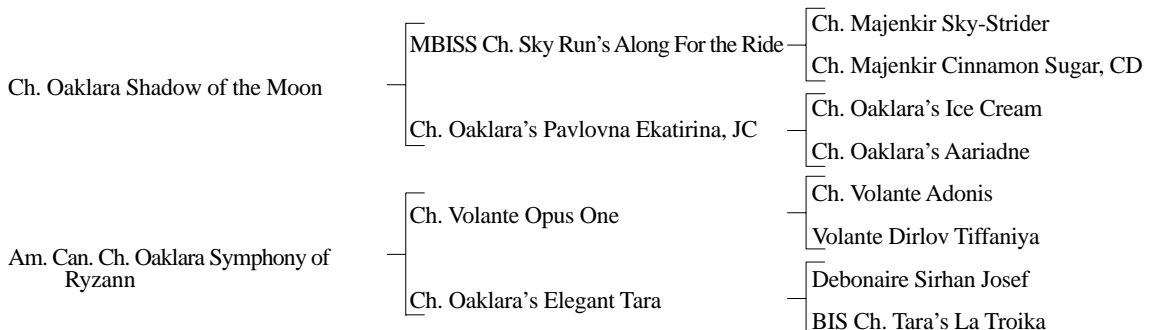 Ch. Majenkir Sky-Strider
MBISS Ch. Sky Run's Along For the Ride
Ch. Majenkir Cinnamon Sugar, CD
Ch. Oaklara Shadow of the Moon
Ch. Oaklara's Ice Cream
Ch. Oaklara's Pavlovna Ekatirina, JC
Ch. Oaklara's Aariadne
Ch. Volante Adonis
Ch. Volante Opus One
Volante Dirlov Tiffaniya
Am. Can. Ch. Oaklara Symphony of
Ryzann
Debonaire Sirhan Josef
Ch. Oaklara's Elegant Tara
BIS Ch. Tara's La Troika